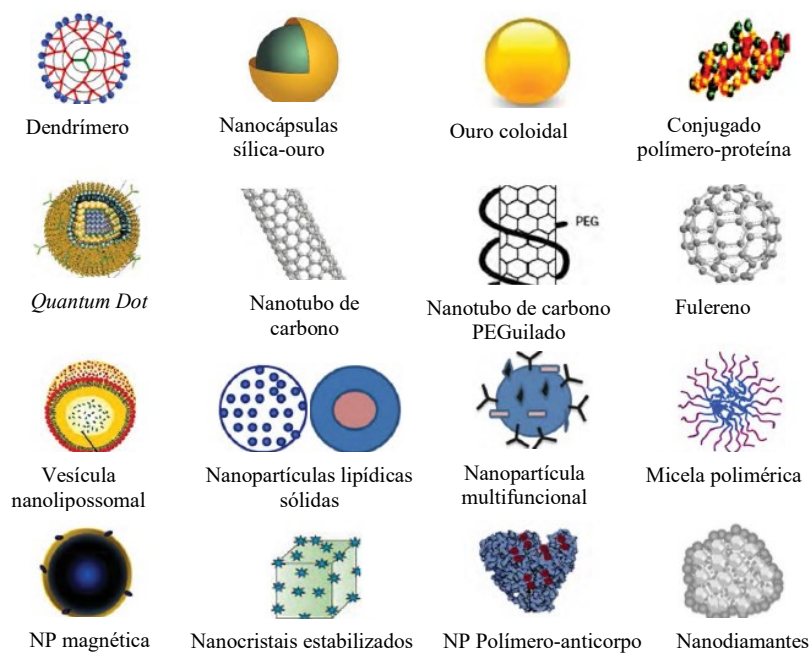 Dendrímero
Nanocápsulas
sílica-ouro
Ouro coloidal
Conjugado
polímero-proteína
Quantum Dot
Nanotubo de
carbono
PEG
Nanotubo de carbono
PEGuilado
Fulereno
Vesícula
nanolipossomal
Nanopartículas lipídicas
sólidas
Nanopartícula
multifuncional
Micela polimérica
NP magnética
Nanocristais estabilizados
NP Polímero-anticorpo
Nanodiamantes